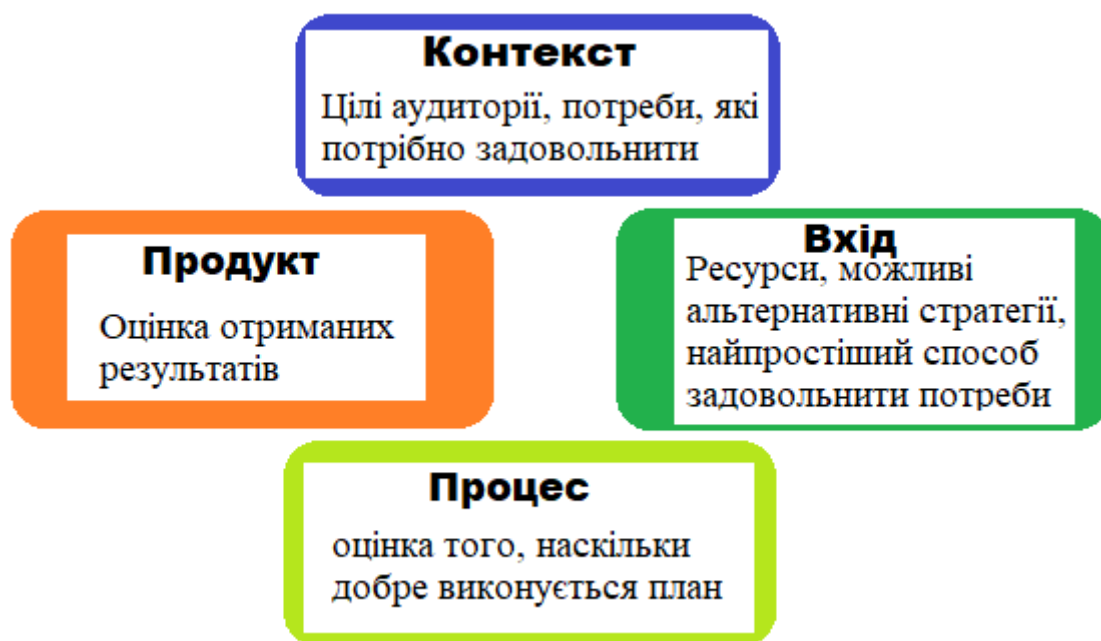 Контекст
Цілі аудиторії, потреби, які
потрібно задовольнити
Продукт
Оцінка отриманих
результатів
Вхід
Ресурси, можливі
альтернативні стратегії,
найпростіший спосіб
задовольнити потреби
Процес
оцінка того, наскільки
добре виконується план